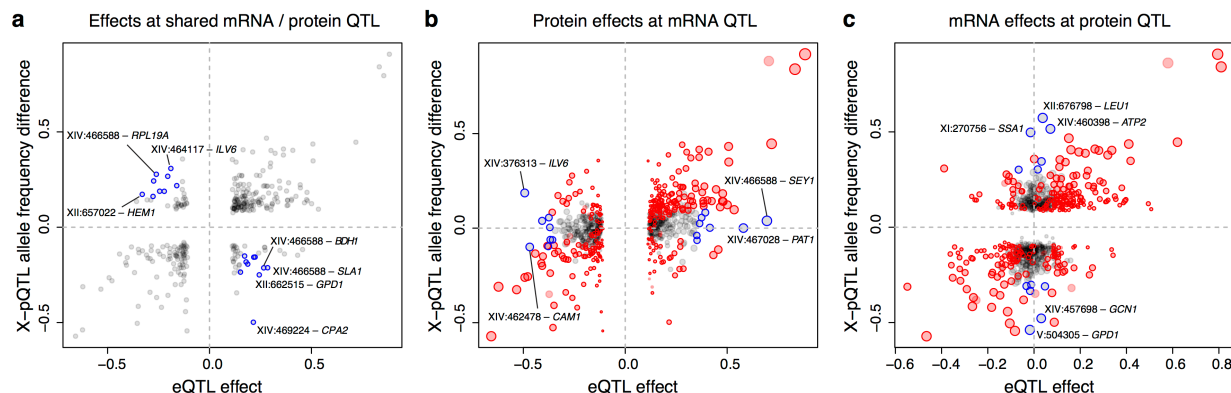 a Effects at shared mRNA / protein QTL
X−pQTL allele frequency difference
0.5
0.0
−0.5
XIV:466588 – RPL19A
XIV:464117 – ILV6
XII:657022 – HEM1
XIV:466588 – BDH1
XIV:466588 – SLA1
XII:662515 – GPD1
XIV:469224 – CPA2
−0.5 0.0 0.5
eQTL effect
b Protein effects at mRNA QTL
X−pQTL allele frequency difference
0.5
0.0
−0.5
XIV:376313 – ILV6
XIV:466588 – SEY1
XIV:467028 – PAT1
XIV:462478 – CAM1
−0.5 0.0 0.5
eQTL effect
c mRNA effects at protein QTL
X−pQTL allele frequency difference
0.5
0.0
−0.5
XII:676798 – LEU1
XI:270756 – SSA1
XIV:460398 – ATP2
XIV:457698 – GCN1
V:504305 – GPD1
−0.6 −0.4 −0.2 0.0 0.2 0.4 0.6 0.8
eQTL effect